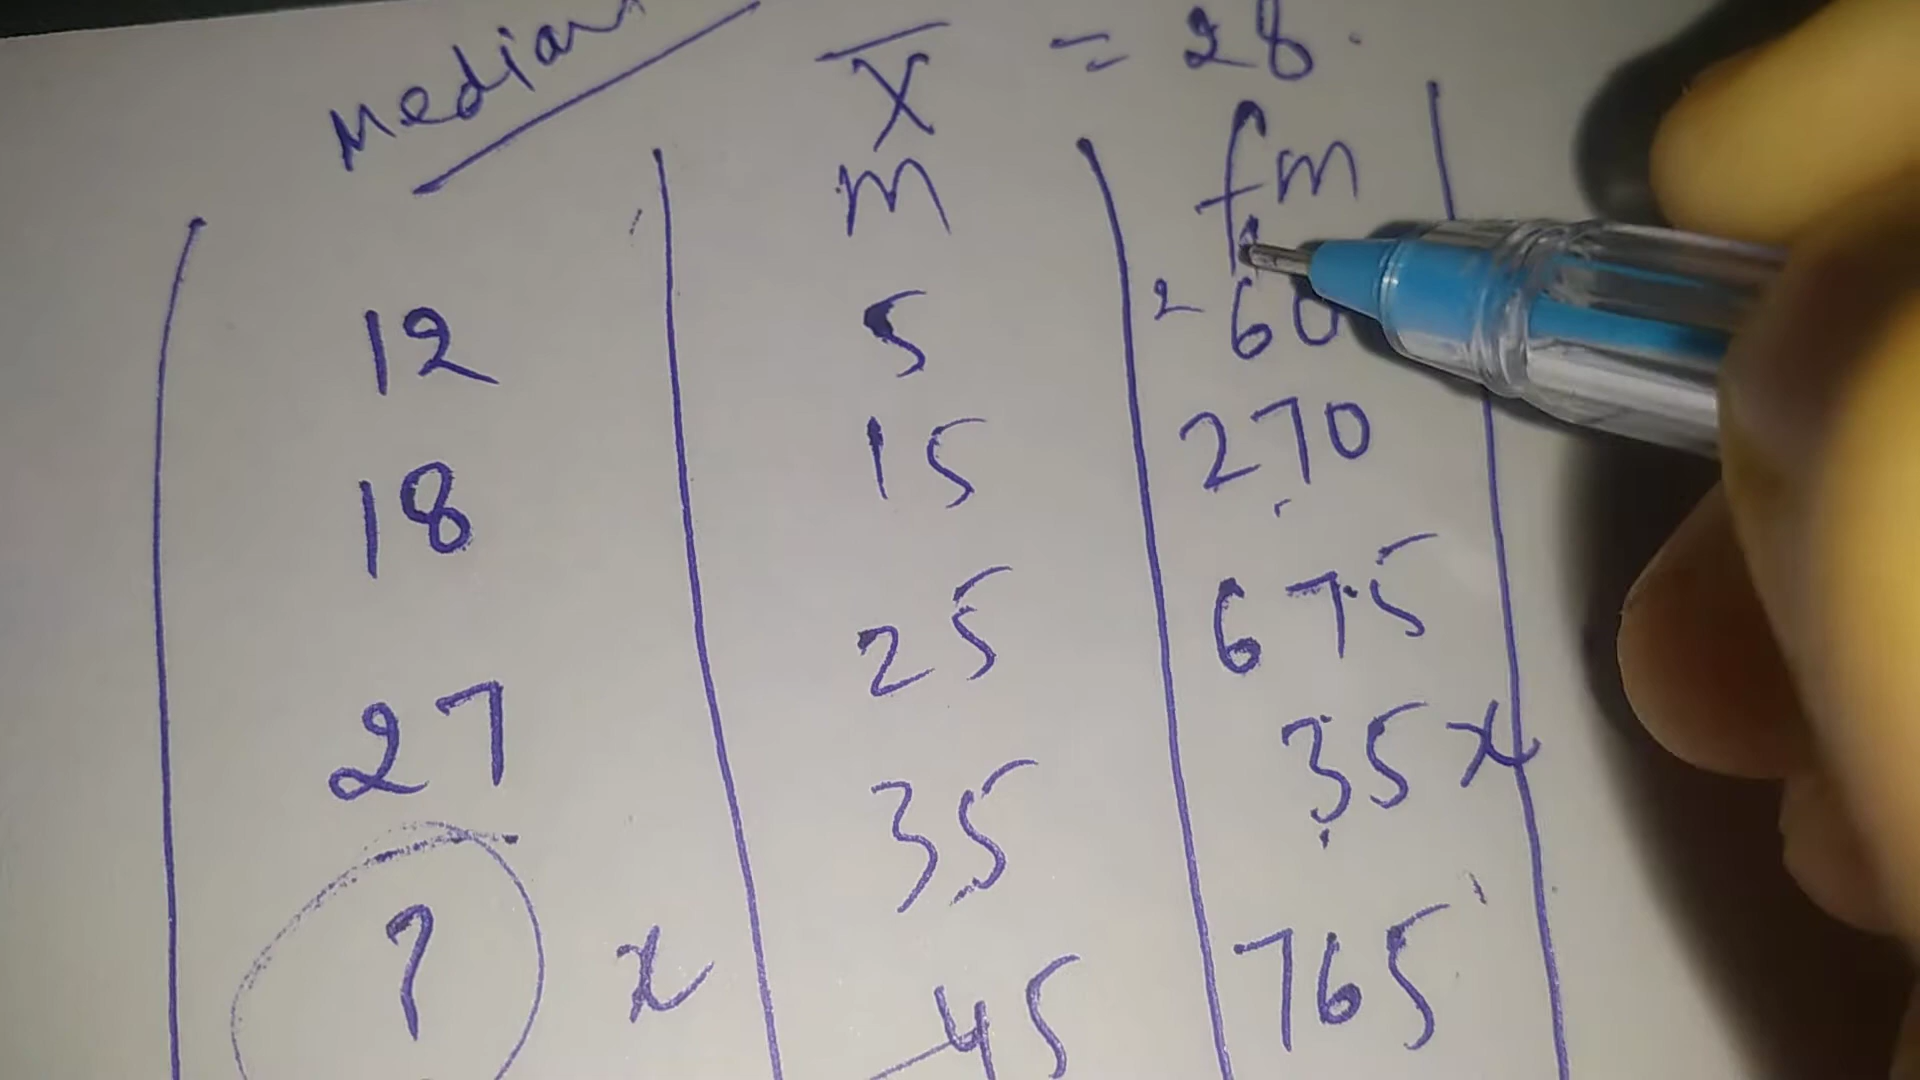 Median X̄ = 28.
m fm
12 5 60
18 15 270
27 25 675
? x 35 35x
45 765